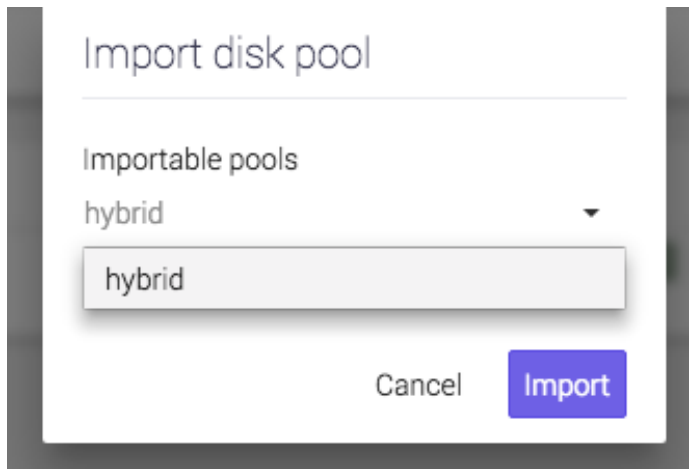 Import disk pool
Importable pools
hybrid
hybrid
Cancel Import